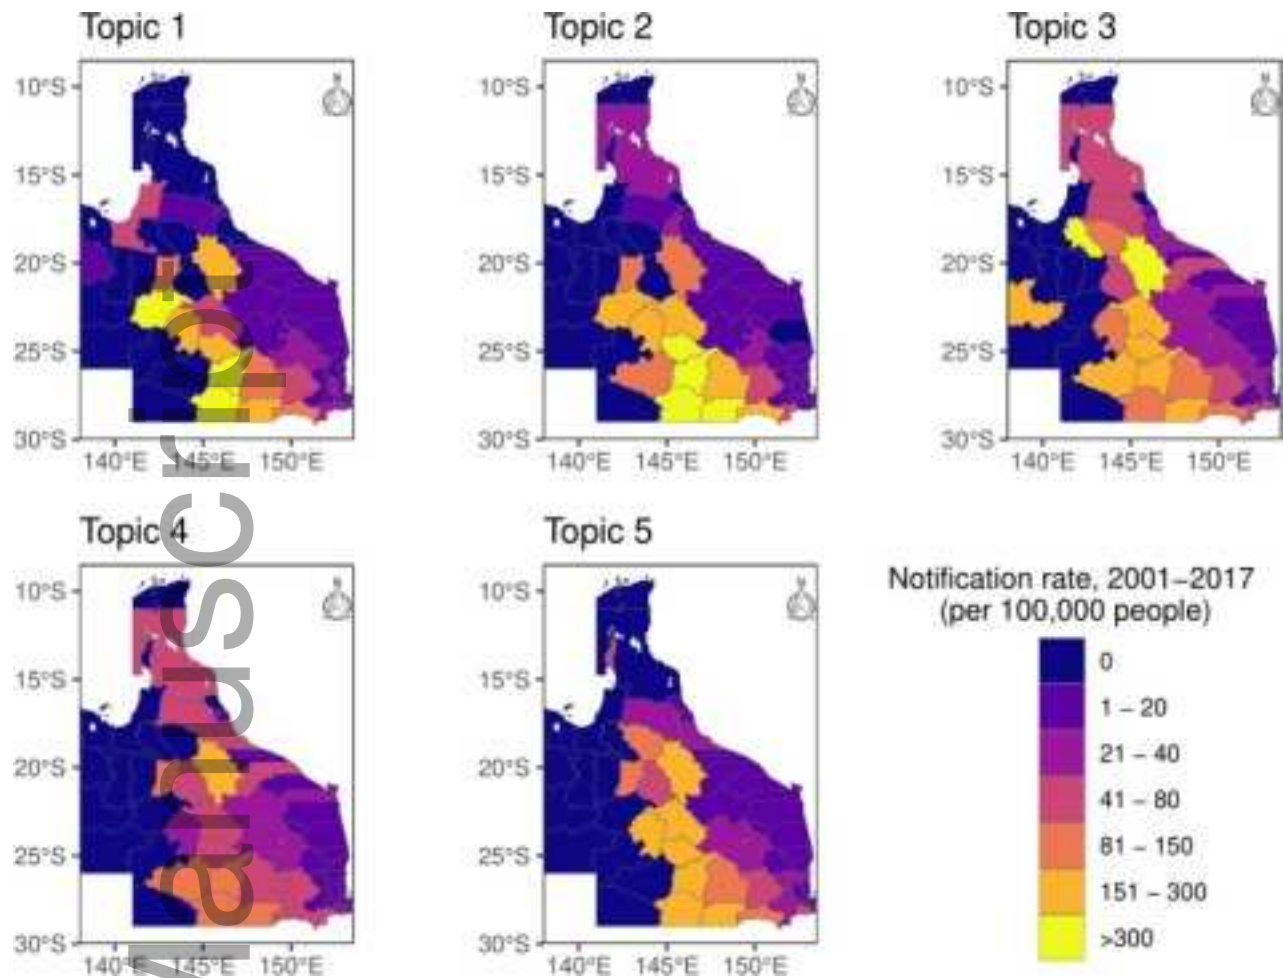 Topic 1
Topic 2
Topic 3
10°S
15°S
20°S
25°S
30°S
140°E 145°E 150°E
10°S
15°S
20°S
25°S
30°S
140°E 145°E 150°E
10°S
15°S
20°S
25°S
30°S
140°E 145°E 150°E
Topic 4
Topic 5
10°S
15°S
20°S
25°S
30°S
140°E 145°E 150°E
10°S
15°S
20°S
25°S
30°S
140°E 145°E 150°E
Notification rate, 2001–2017
(per 100,000 people)
0
1 – 20
21 – 40
41 – 80
81 – 150
151 – 300
>300